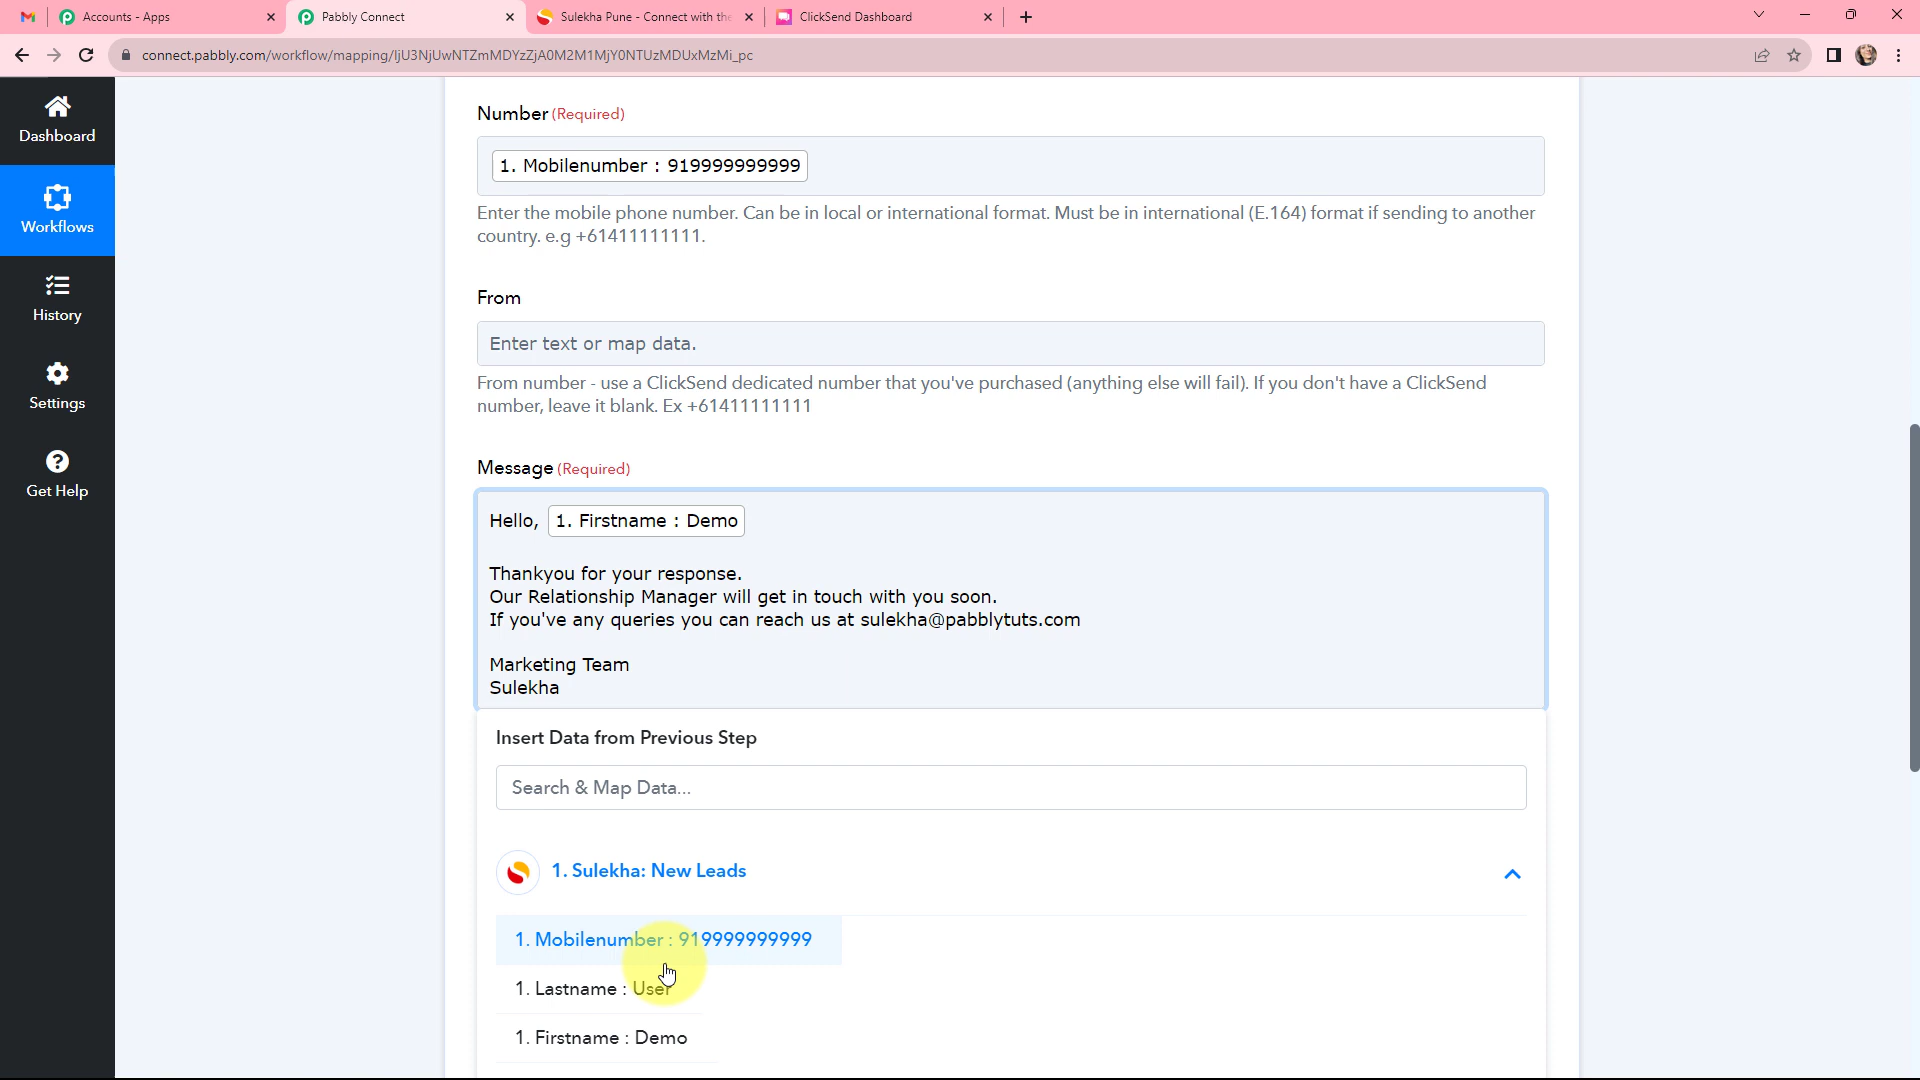 Accounts - Apps
Pabbly Connect
Sulekha Pune - Connect with the
ClickSend Dashboard
connect.pabbly.com/workflow/mapping/IjU3NjUwNTZmMDYzZjA0M2M1MjY0NTUzMDUxMzMi_pc
Dashboard
Workflows
History
Settings
Get Help
Number (Required)
1. Mobilenumber : 919999999999
Enter the mobile phone number. Can be in local or international format. Must be in international (E.164) format if sending to another
country. e.g +61411111111.
From
Enter text or map data.
From number - use a ClickSend dedicated number that you've purchased (anything else will fail). If you don't have a ClickSend
number, leave it blank. Ex +61411111111
Message (Required)
Hello, 1. Firstname : Demo
Thankyou for your response.
Our Relationship Manager will get in touch with you soon.
If you've any queries you can reach us at sulekha@pabblytuts.com
Marketing Team
Sulekha
Insert Data from Previous Step
Search & Map Data...
1. Sulekha: New Leads
1. Mobilenumber : 919999999999
1. Lastname : User
1. Firstname : Demo